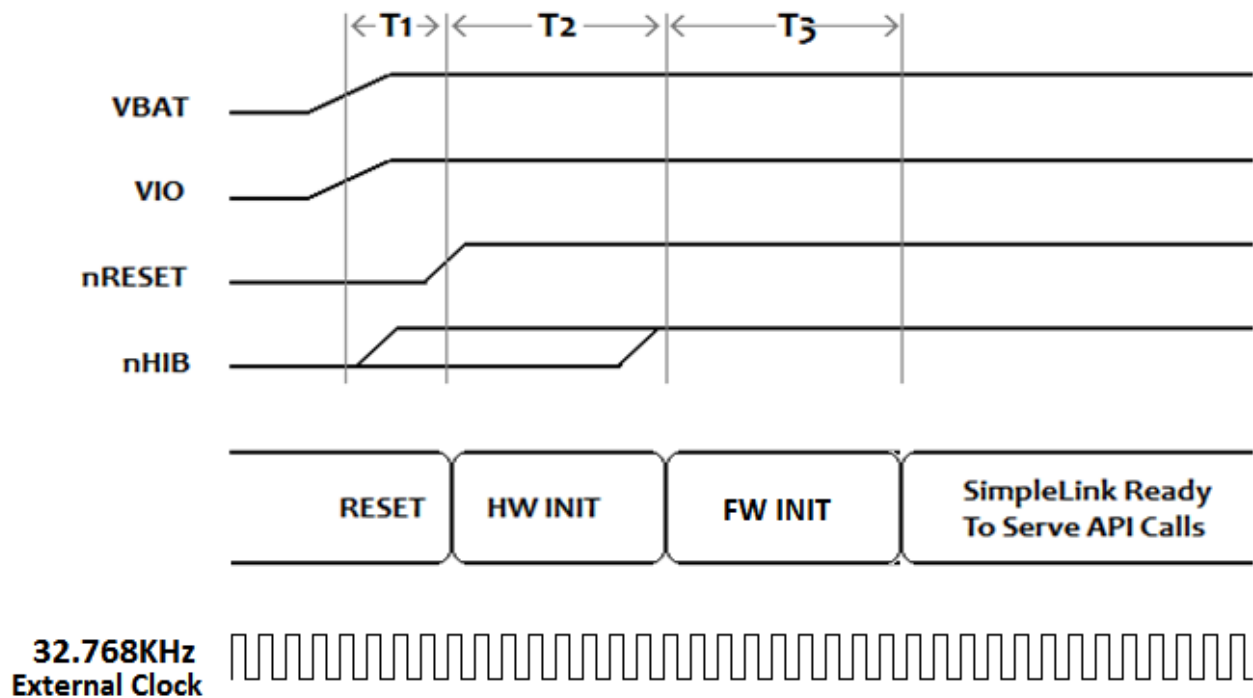 T1 T2 T3
VBAT
VIO
nRESET
nHIB
RESET HW INIT FW INIT SimpleLink Ready
To Serve API Calls
32.768KHz
External Clock